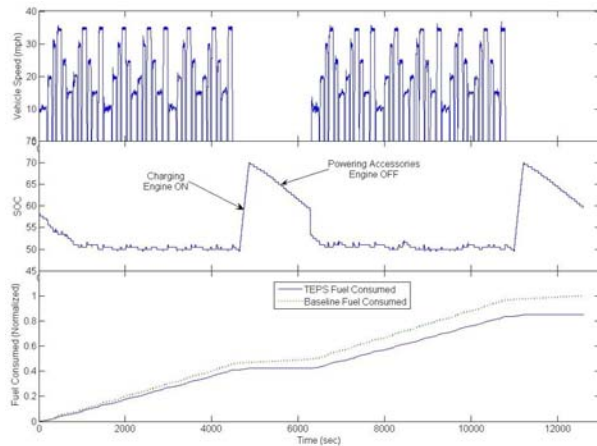 40
30
20
10
70
Vehicle Speed (mph)
70
65
60
55
50
45
SOC
Charging
Engine ON
Powering Accessories
Engine OFF
1
0.8
0.6
0.4
0.2
0
Fuel Consumed (Normalized)
TEPS Fuel Consumed
Baseline Fuel Consumed
0 2000 4000 6000 8000 10000 12000
Time (sec)